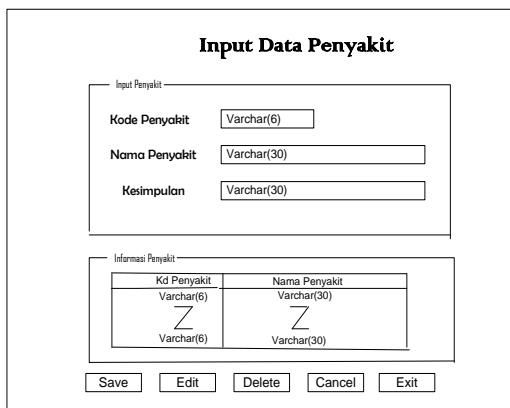 Input Data Penyakit
Input Penyakit
Kode Penyakit Varchar(6)
Nama Penyakit Varchar(30)
Kesimpulan Varchar(30)
Informasi Penyakit
Kd Penyakit Nama Penyakit
Varchar(6) Varchar(30)
Z Z
Varchar(6) Varchar(30)
Save Edit Delete Cancel Exit